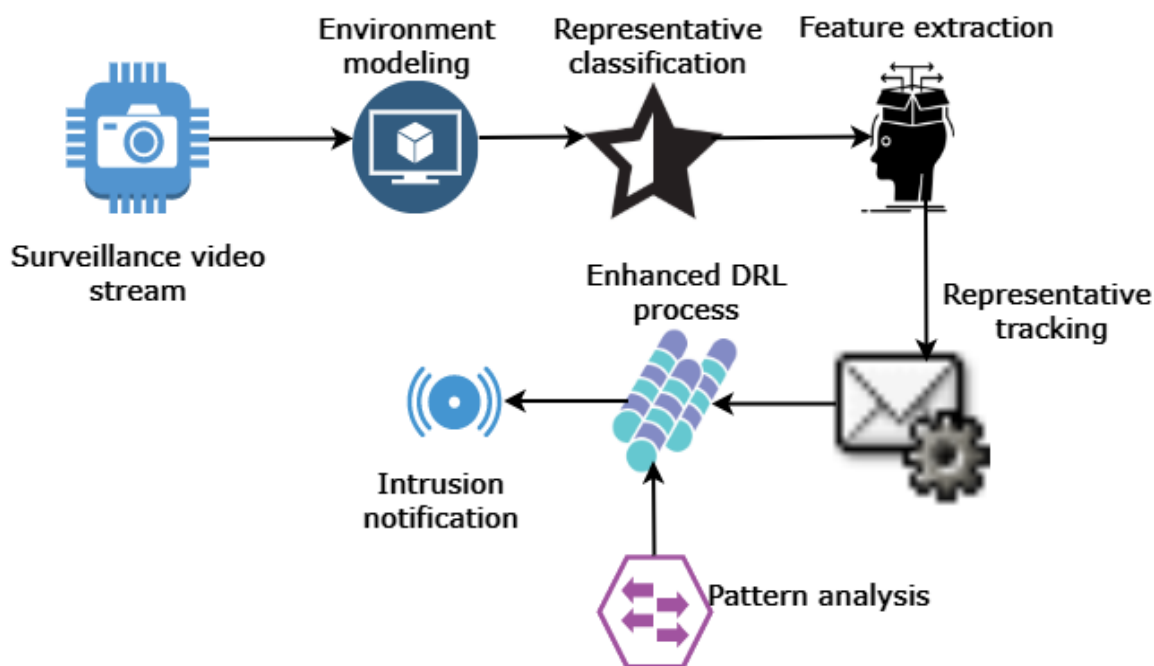 Environment
modeling
Representative
classification
Feature extraction
Surveillance video
stream
Enhanced DRL
process
Representative
tracking
Intrusion
notification
Pattern analysis